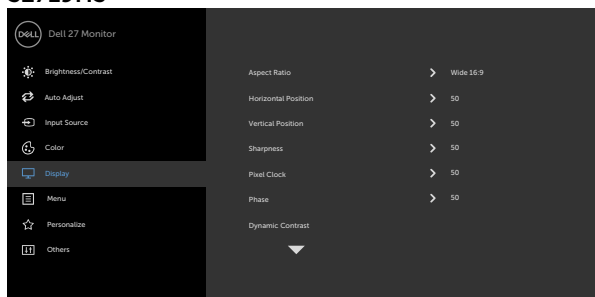 DELL Dell 27 Monitor
Brightness/Contrast
Auto Adjust
Input Source
Color
Display
Menu
Personalize
Others
Aspect Ratio Wide 16:9
Horizontal Position 50
Vertical Position 50
Sharpness 50
Pixel Clock 50
Phase 50
Dynamic Contrast